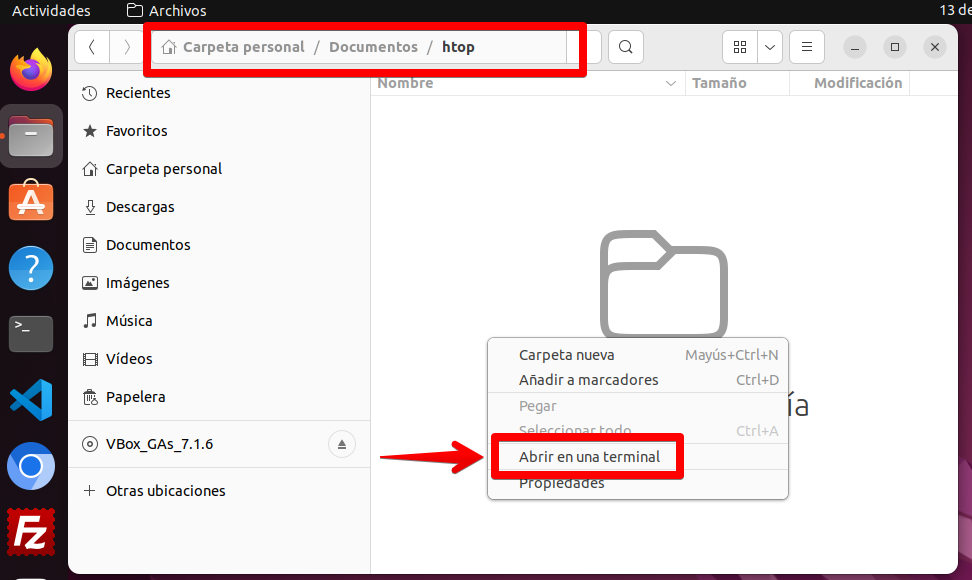 Actividades Archivos 13 de
Carpeta personal / Documentos / htop
Nombre Tamaño Modificación
Recientes
Favoritos
Carpeta personal
Descargas
Documentos
Imágenes
Música
Vídeos
Papelera
VBox_GAs_7.1.6
Otras ubicaciones
Carpeta nueva Mayús+Ctrl+N
Añadir a marcadores Ctrl+D
Pegar
ía
Seleccionar todo Ctrl+A
Abrir en una terminal
Propiedades
>_
?
A
Fz